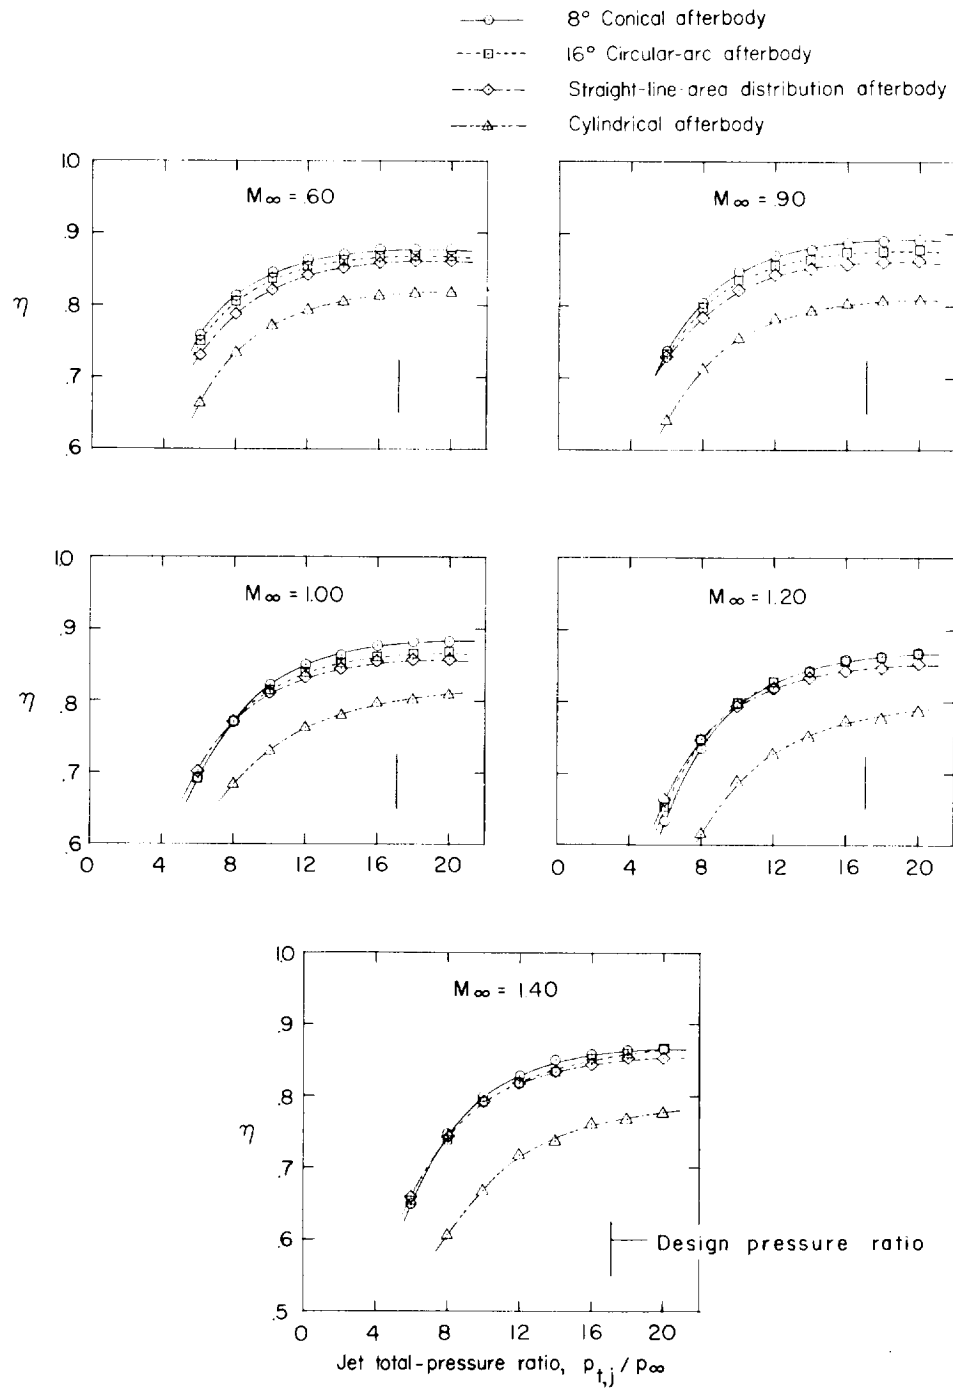 8° Conical afterbody
16° Circular-arc afterbody
Straight-line-area distribution afterbody
Cylindrical afterbody
1.0
.9
.8
.7
.6
η
M∞ = .60
M∞ = .90
1.0
.9
.8
.7
.6
η
M∞ = 1.00
0 4 8 12 16 20
M∞ = 1.20
0 4 8 12 16 20
1.0
.9
.8
.7
.6
.5
η
M∞ = 1.40
Design pressure ratio
0 4 8 12 16 20
Jet total-pressure ratio, pt,j / p∞